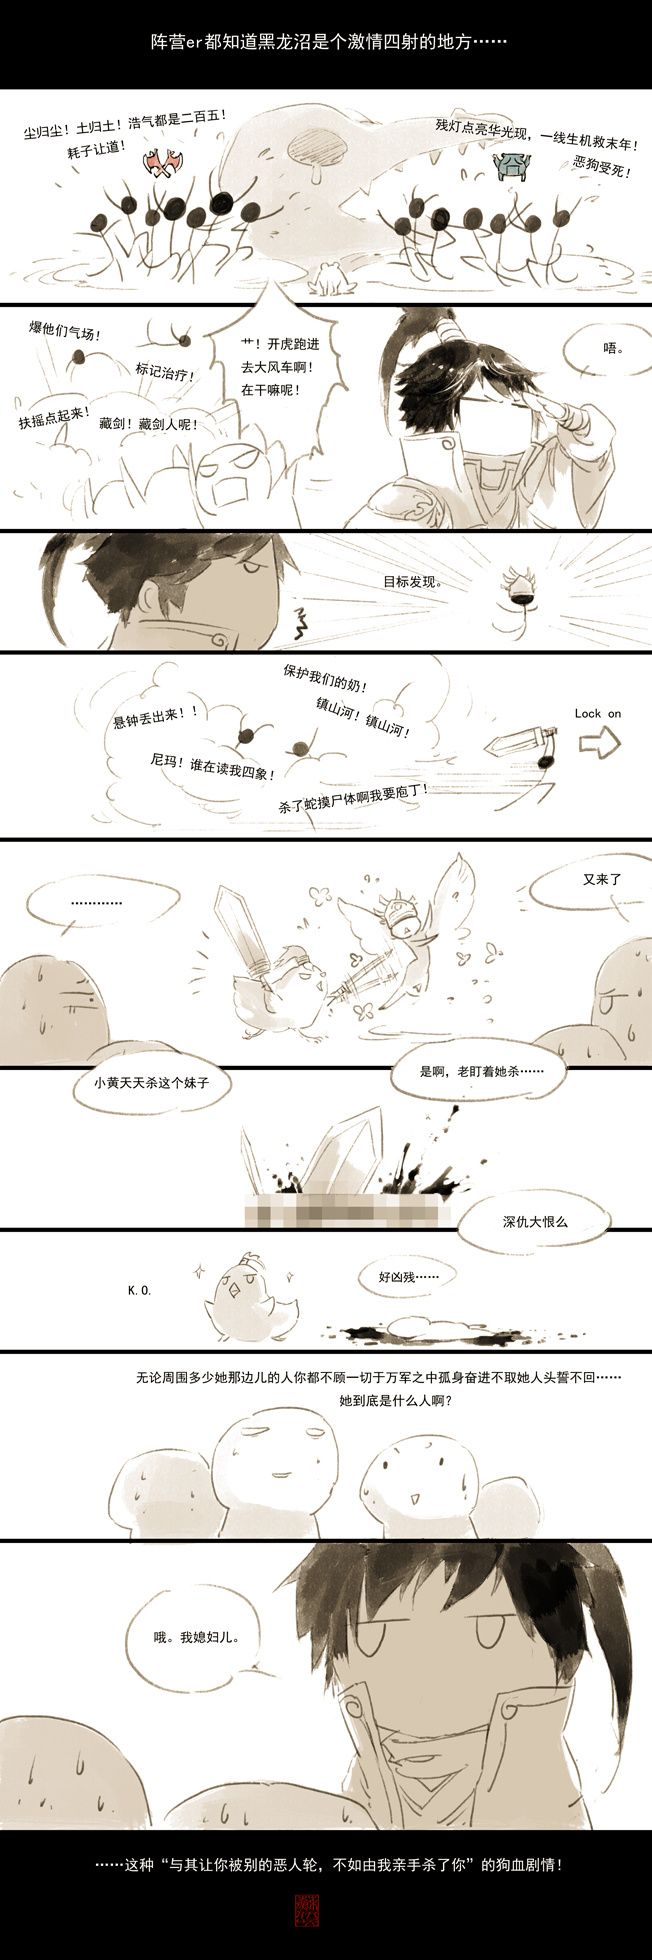 阵营er都知道黑龙沼是个激情四射的地方……
尘归尘！土归土！浩气都是二百五！
耗子让道！
残灯点亮华光现，一线生机救末年！
恶狗受死！
爆他们气场！
标记治疗！
扶摇点起来！
藏剑！藏剑人呢！
艹！开虎跑进
去大风车啊！
在干嘛呢！
唔。
目标发现。
保护我们的奶！
镇山河！镇山河！
悬钟丢出来！！
尼玛！谁在读我四象！
杀了蛇摸尸体啊我要庖丁！
Lock on
…………
又来了
小黄天天杀这个妹子
是啊，老盯着她杀……
深仇大恨么
K.O.
好凶残……
无论周围多少她那边儿的人你都不顾一切于万军之中孤身奋进不取她人头誓不回……
她到底是什么人啊？
哦。我媳妇儿。
……这种“与其让你被别的恶人轮，不如由我亲手杀了你”的狗血剧情！